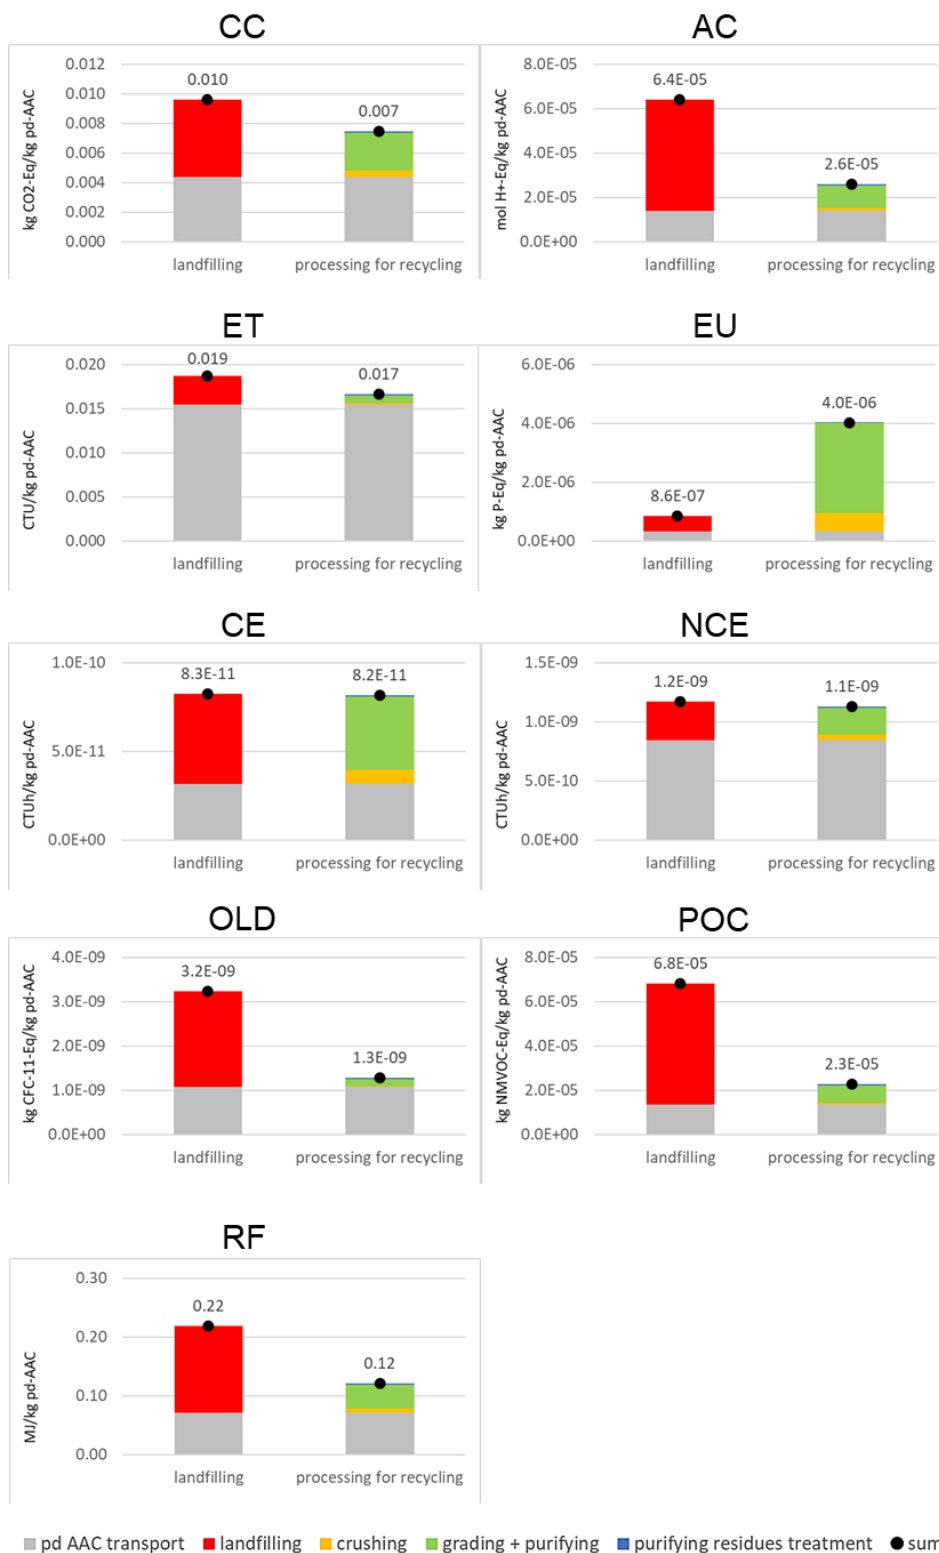 CC
kg CO2-Eq/kg pd-AAC
0.012
0.010
0.008
0.006
0.004
0.002
0.000
0.010
0.007
landfilling
processing for recycling
AC
mol H+-Eq/kg pd-AAC
8.0E-05
6.0E-05
4.0E-05
2.0E-05
0.0E+00
6.4E-05
2.6E-05
landfilling
processing for recycling
ET
CTU/kg pd-AAC
0.020
0.015
0.010
0.005
0.000
0.019
0.017
landfilling
processing for recycling
EU
kg P-Eq/kg pd-AAC
6.0E-06
4.0E-06
2.0E-06
0.0E+00
8.6E-07
4.0E-06
landfilling
processing for recycling
CE
CTUh/kg pd-AAC
1.0E-10
5.0E-11
0.0E+00
8.3E-11
8.2E-11
landfilling
processing for recycling
NCE
CTUh/kg pd-AAC
1.5E-09
1.0E-09
5.0E-10
0.0E+00
1.2E-09
1.1E-09
landfilling
processing for recycling
OLD
kg CFC-11-Eq/kg pd-AAC
4.0E-09
3.0E-09
2.0E-09
1.0E-09
0.0E+00
3.2E-09
1.3E-09
landfilling
processing for recycling
POC
kg NMVOC-Eq/kg pd-AAC
8.0E-05
6.0E-05
4.0E-05
2.0E-05
0.0E+00
6.8E-05
2.3E-05
landfilling
processing for recycling
RF
MJ/kg pd-AAC
0.30
0.20
0.10
0.00
0.22
0.12
landfilling
processing for recycling
pd AAC transport landfilling crushing grading + purifying purifying residues treatment sum